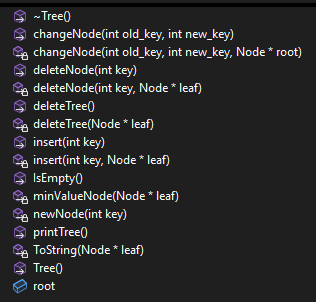 ~Tree()
changeNode(int old_key, int new_key)
changeNode(int old_key, int new_key, Node * root)
deleteNode(int key)
deleteNode(int key, Node * leaf)
deleteTree()
deleteTree(Node * leaf)
insert(int key)
insert(int key, Node * leaf)
IsEmpty()
minValueNode(Node * leaf)
newNode(int key)
printTree()
ToString(Node * leaf)
Tree()
root